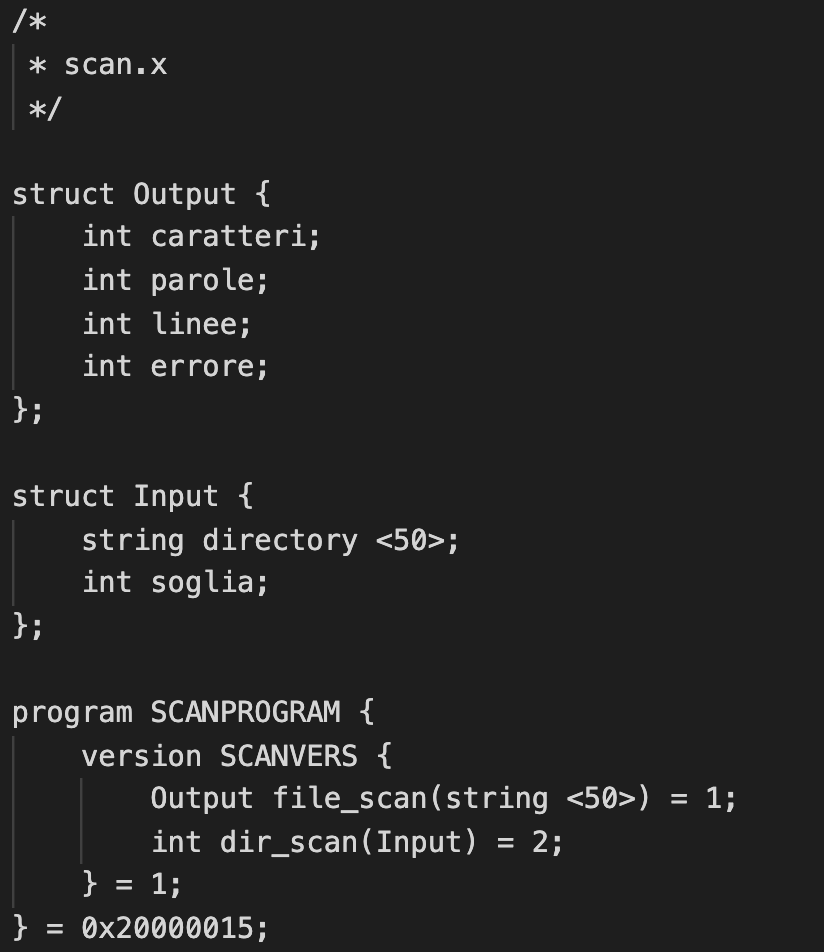 /*
 * scan.x
 */

struct Output {
    int caratteri;
    int parole;
    int linee;
    int errore;
};

struct Input {
    string directory <50>;
    int soglia;
};

program SCANPROGRAM {
    version SCANVERS {
        Output file_scan(string <50>) = 1;
        int dir_scan(Input) = 2;
    } = 1;
} = 0x20000015;